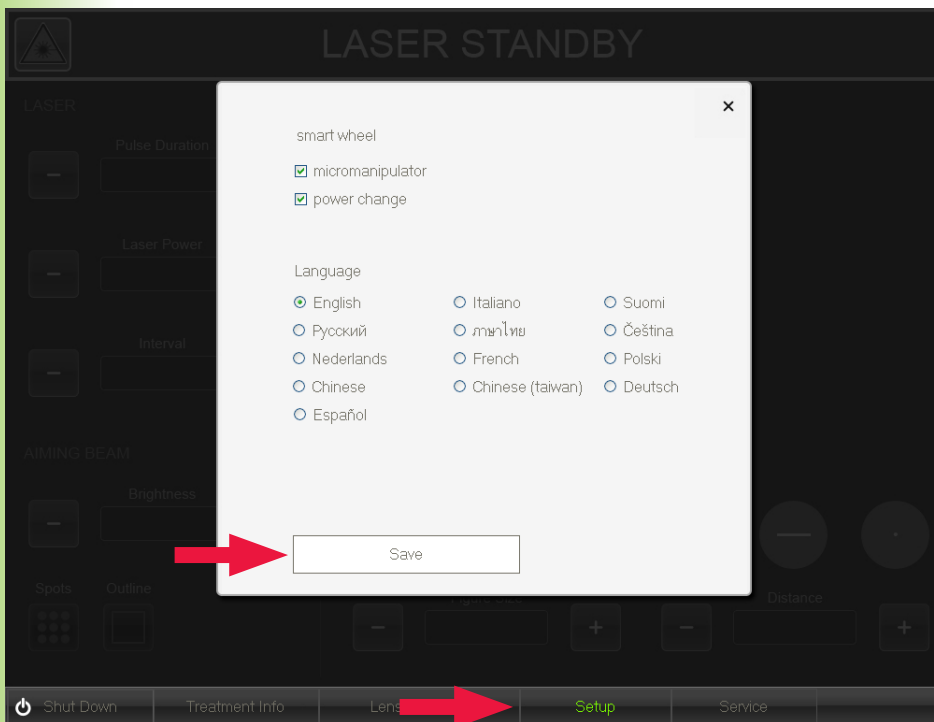 LASER STANDBY
LASER
Pulse Duration
Laser Power
Interval
AIMING BEAM
Brightness
Spots Outline
smart wheel
micromanipulator
power change
Language
English Italiano Suomi
Русский ภาษาไทย Čeština
Nederlands French Polski
Chinese Chinese (taiwan) Deutsch
Español
Save
Distance
Shut Down Treatment Info Setup Service